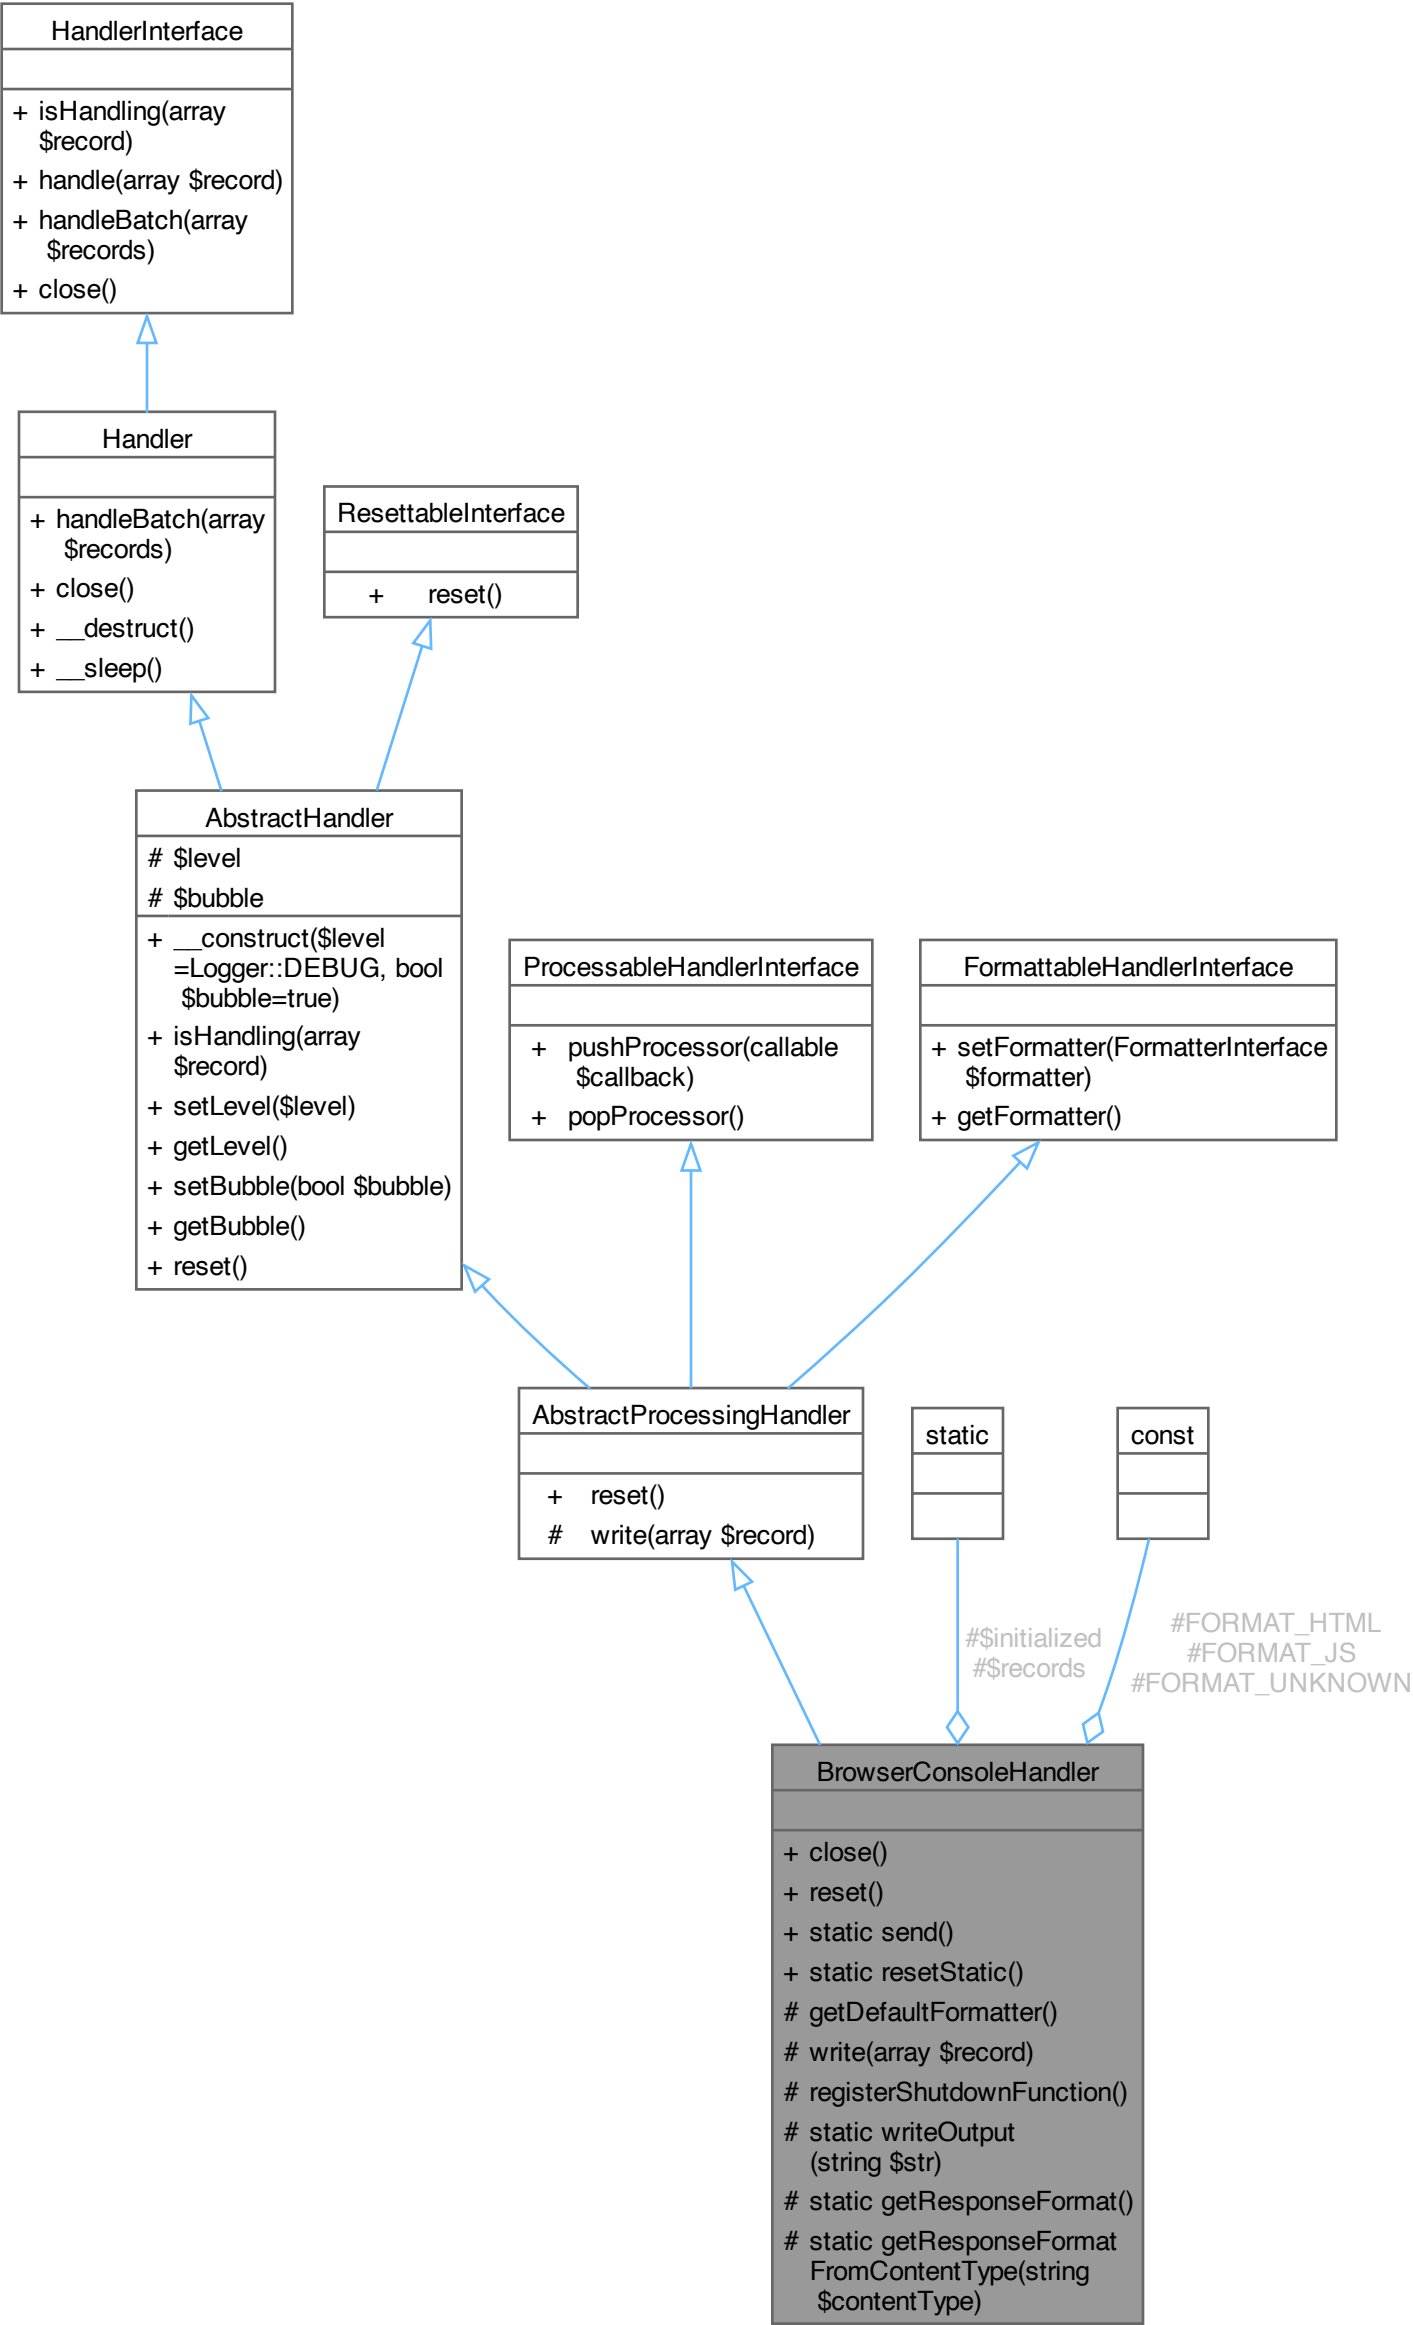 HandlerInterface
+ isHandling(array
$record)
+ handle(array $record)
+ handleBatch(array
$records)
+ close()
Handler
+ handleBatch(array
$records)
+ close()
+ __destruct()
+ __sleep()
ResettableInterface
+ reset()
AbstractHandler
# $level
# $bubble
+ __construct($level
=Logger::DEBUG, bool
$bubble=true)
+ isHandling(array
$record)
+ setLevel($level)
+ getLevel()
+ setBubble(bool $bubble)
+ getBubble()
+ reset()
ProcessableHandlerInterface
+ pushProcessor(callable
$callback)
+ popProcessor()
FormattableHandlerInterface
+ setFormatter(FormatterInterface
$formatter)
+ getFormatter()
AbstractProcessingHandler
+ reset()
# write(array $record)
static
const
#$initialized
#$records
#FORMAT_HTML
#FORMAT_JS
#FORMAT_UNKNOWN
BrowserConsoleHandler
+ close()
+ reset()
+ static send()
+ static resetStatic()
# getDefaultFormatter()
# write(array $record)
# registerShutdownFunction()
# static writeOutput
(string $str)
# static getResponseFormat()
# static getResponseFormat
FromContentType(string
$contentType)